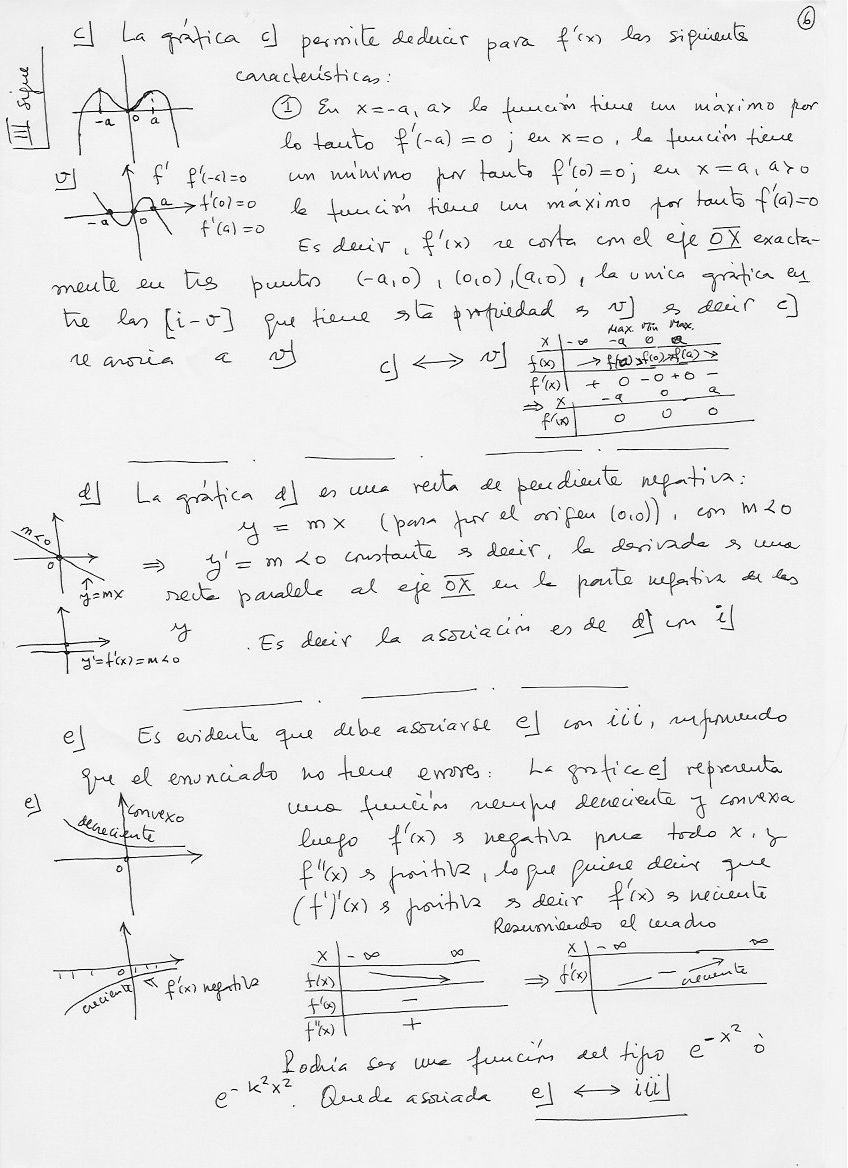 6
III sigue
c] La gráfica c] permite deducir para f'(x) las siguiente
características:
-a 0 a
① En x=-a, a> la función tiene un máximo por
lo tanto f'(-a) = 0 ; en x=0, la función tiene
un mínimo por tanto f'(0)=0; en x=a, a>0
la función tiene un máximo por tanto f'(a)=0
v] f' f'(-a)=0
f'(0)=0
f'(a)=0
-a 0 a
Es decir, f'(x) se corta con el eje OX exacta-
mente en tres puntos (-a,0), (0,0), (a,0), la unica gráfica en
tre las [i-v] que tiene esta propiedad es v] es decir c]
se asocia a v] c] ⟷ v]
Max. Min Max.
x -∞ -a 0 a
f(x) → f(a) f(0) f(a) →
f'(x) + 0 -0 +0 -
⇒ x -a 0 a
f'(x) 0 0 0
d] La gráfica d] es una recta de pendiente negativa:
y = mx (pasa por el origen (0,0)), con m<0
m<0
0
y=mx
⇒ y' = m<0 constante es decir, la derivada es una
recta paralela al eje OX en la parte negativa de las
y . Es decir la asociación es de d] con i]
y'=f'(x)=m<0
e] Es evidente que debe asociarse e] con iii, suponiendo
que el enunciado no tiene errores. La grafica e] representa
una función siempre decreciente y convexa
luego f'(x) es negativa para todo x, y
f''(x) es positiva, lo que quiere decir que
(f')'(x) es positiva es decir f'(x) es creciente
e]
convexo
decreciente
0
Resumiendo el cuadro
x -∞ ∞
f(x)
f'(x) -
f''(x) +
⇒ x -∞ ∞
f'(x) - creciente
0
creciente
f'(x) negativa
Podría ser una función del tipo e^-x² ó
e^-k²x². Queda asociada e] ⟷ iii]